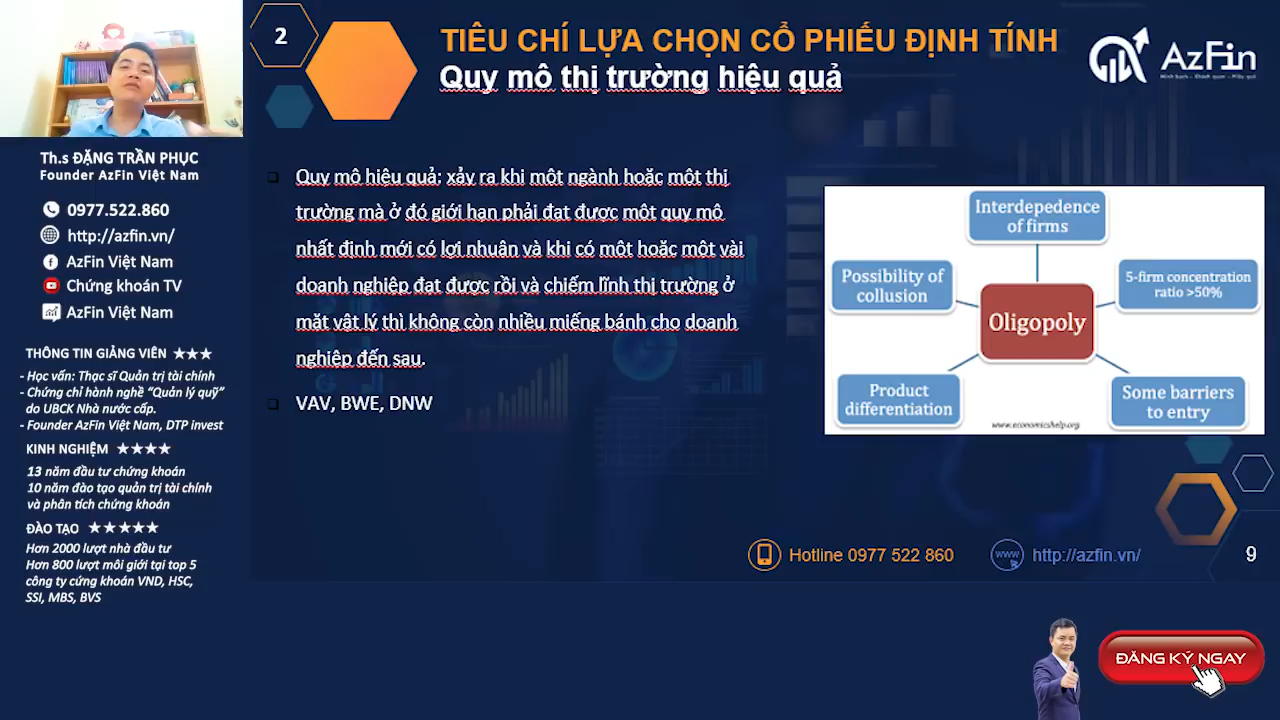 2
TIÊU CHÍ LỰA CHỌN CỔ PHIẾU ĐỊNH TÍNH
Quy mô thị trường hiệu quả
AzFin
Th.s ĐẶNG TRẦN PHỤC
Founder AzFin Việt Nam
0977.522.860
http://azfin.vn/
AzFin Việt Nam
Chứng khoán TV
AzFin Việt Nam
THÔNG TIN GIẢNG VIÊN ★★★
- Học vấn: Thạc sĩ Quản trị tài chính
- Chứng chỉ hành nghề “Quản lý quỹ”
do UBCK Nhà nước cấp.
- Founder AzFin Việt Nam, DTP invest
KINH NGHIỆM ★★★★
13 năm đầu tư chứng khoán
10 năm đào tạo quản trị tài chính
và phân tích chứng khoán
ĐÀO TẠO ★★★★★
Hơn 2000 lượt nhà đầu tư
Hơn 800 lượt môi giới tại top 5
công ty cứng khoán VND, HSC,
SSI, MBS, BVS
Quy mô hiệu quả: xảy ra khi một ngành hoặc một thị
trường mà ở đó giới hạn phải đạt được một quy mô
nhất định mới có lợi nhuận và khi có một hoặc một vài
doanh nghiệp đạt được rồi và chiếm lĩnh thị trường ở
mặt vật lý thì không còn nhiều miếng bánh cho doanh
nghiệp đến sau.
VAV, BWE, DNW
Interdepedence
of firms
Possibility of
collusion
5-firm concentration
ratio >50%
Oligopoly
Product
differentiation
Some barriers
to entry
www.economicshelp.org
Hotline 0977 522 860
www
http://azfin.vn/
9
ĐĂNG KÝ NGAY